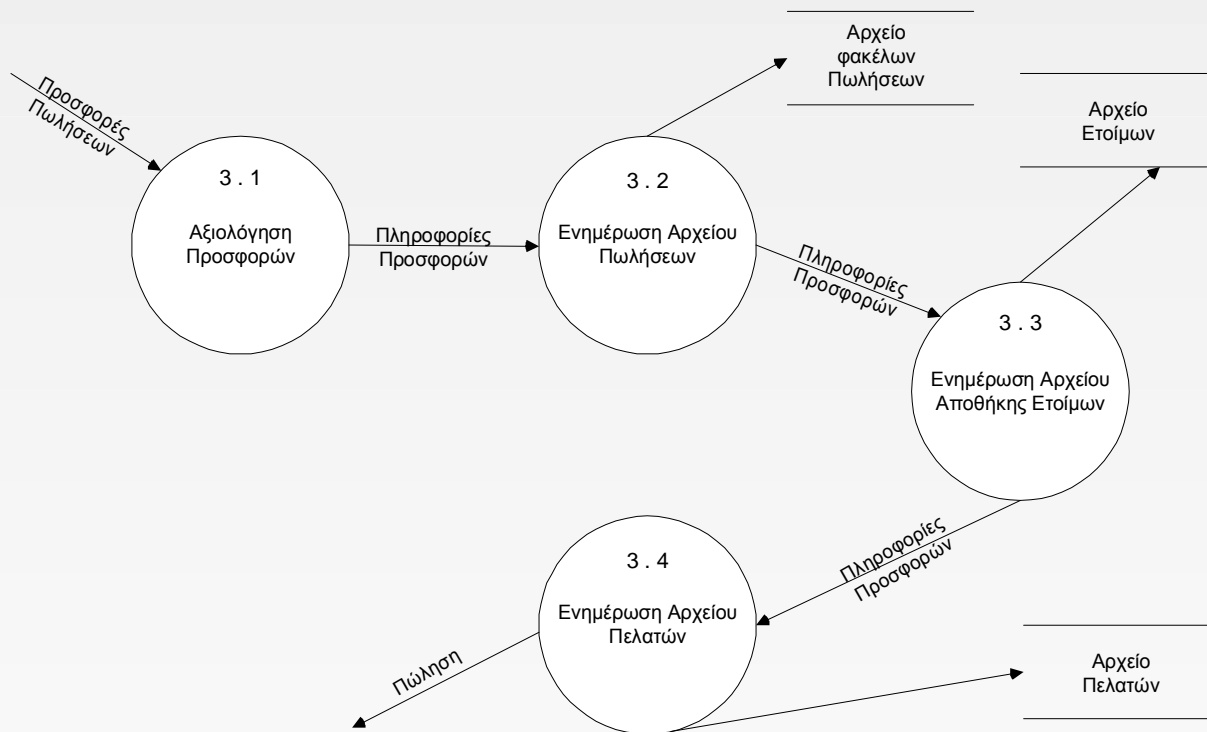 Αρχείο
φακέλων
Πωλήσεων
Αρχείο
Ετοίμων
Προσφορές
Πωλήσεων
3 . 1
Αξιολόγηση
Προσφορών
Πληροφορίες
Προσφορών
3 . 2
Ενημέρωση Αρχείου
Πωλήσεων
Πληροφορίες
Προσφορών
3 . 3
Ενημέρωση Αρχείου
Αποθήκης Ετοίμων
Πληροφορίες
Προσφορών
3 . 4
Ενημέρωση Αρχείου
Πελατών
Πώληση
Αρχείο
Πελατών